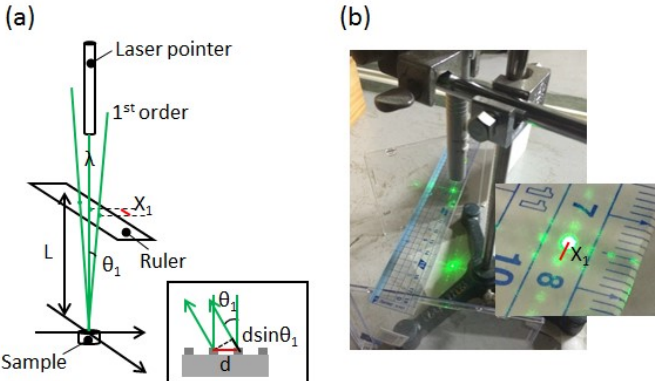 (a)
(b)
Laser pointer
1st order
λ
X1
L
θ1
Ruler
Sample
θ1
dsinθ1
d
11
7
X1
10
8